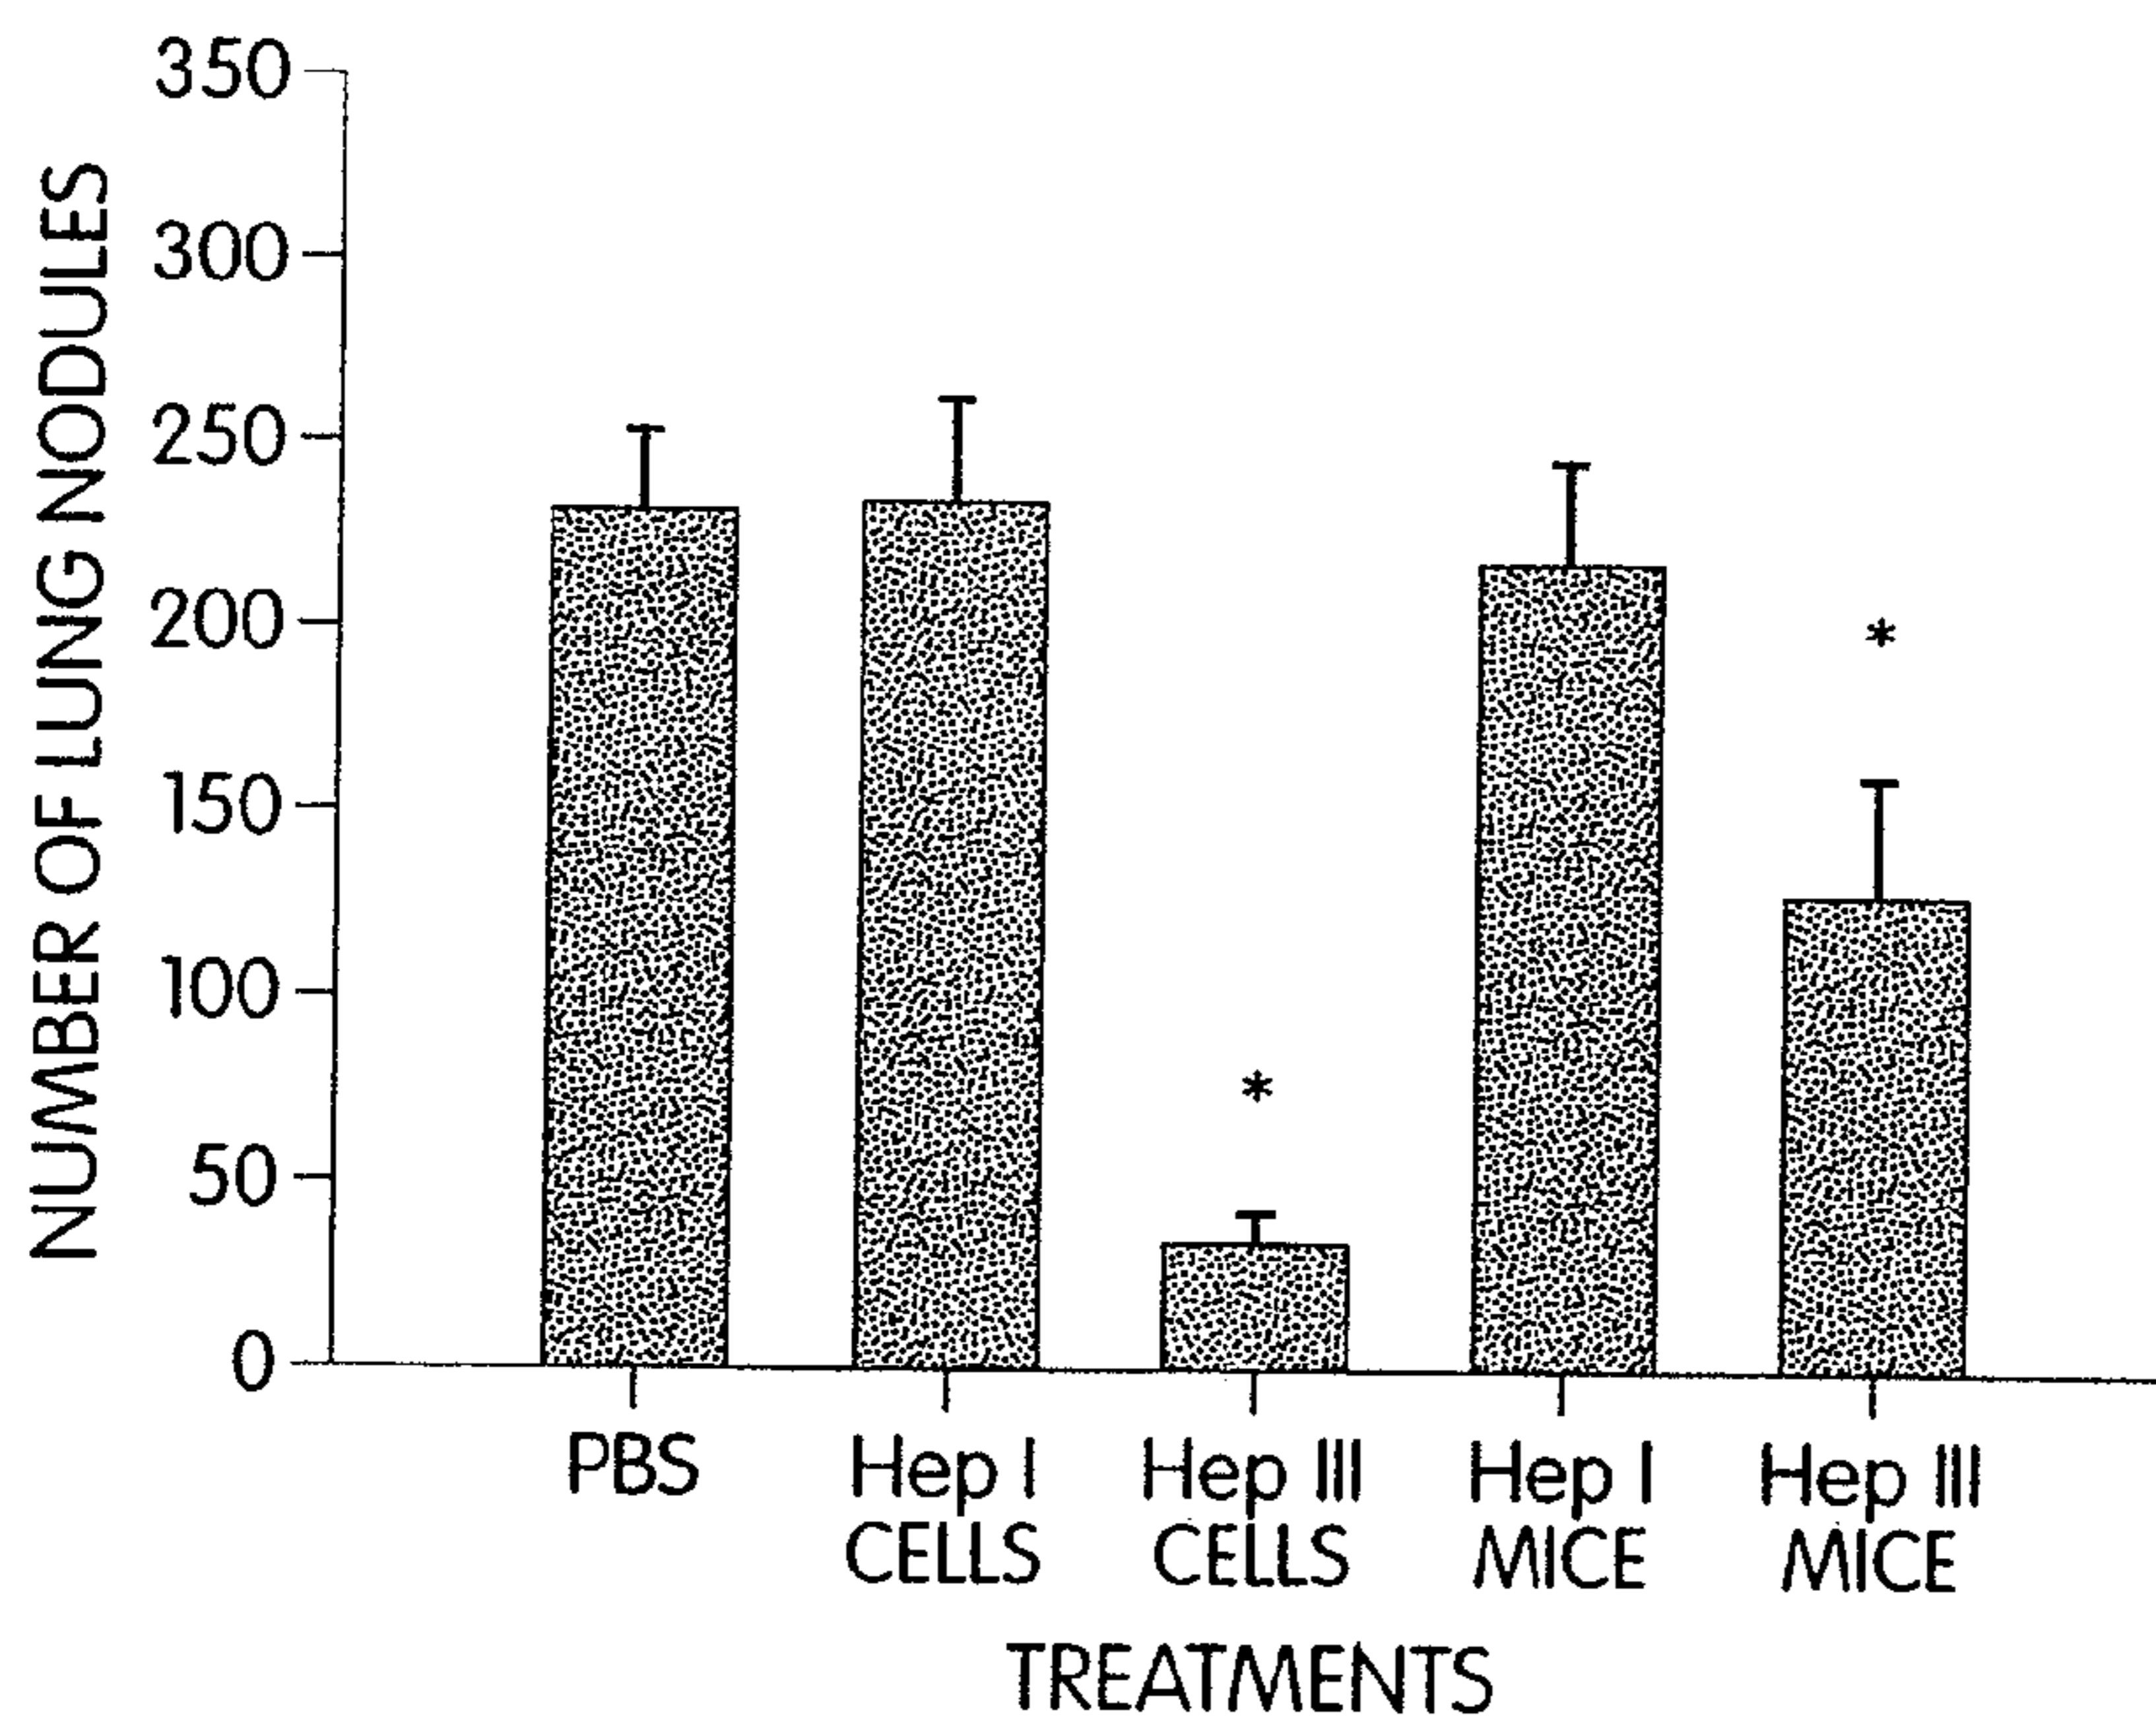 350
300
250
200
150
100
50
0
NUMBER OF LUNG NODULES
*
*
PBS
Hep I
CELLS
Hep III
CELLS
Hep I
MICE
Hep III
MICE
TREATMENTS